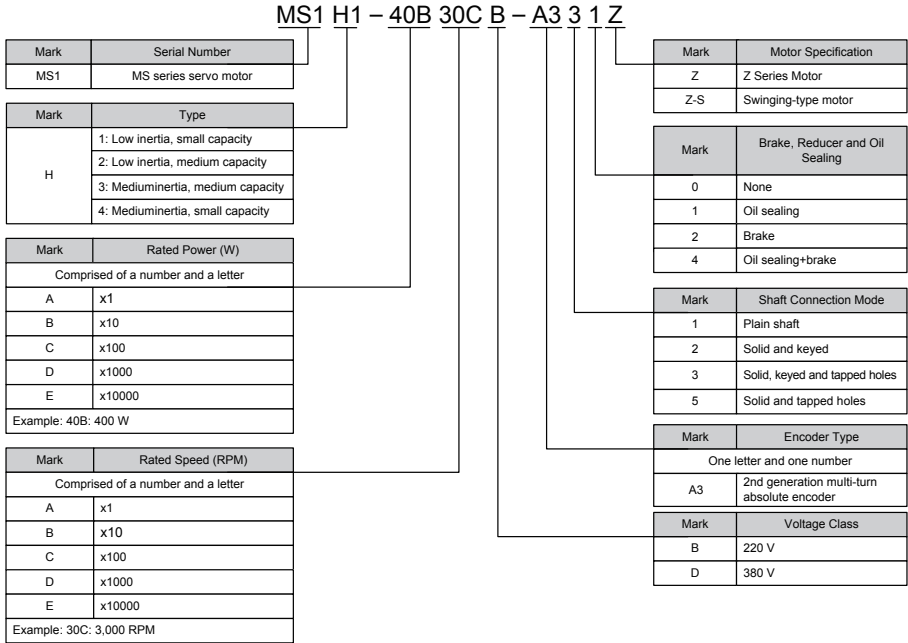 MS1 H1 – 40B 30C B – A3 3 1 Z
Mark Serial Number
MS1 MS series servo motor
Mark Type
H
1: Low inertia, small capacity
2: Low inertia, medium capacity
3: Mediuminertia, medium capacity
4: Mediuminertia, small capacity
Mark Rated Power (W)
Comprised of a number and a letter
A x1
B x10
C x100
D x1000
E x10000
Example: 40B: 400 W
Mark Rated Speed (RPM)
Comprised of a number and a letter
A x1
B x10
C x100
D x1000
E x10000
Example: 30C: 3,000 RPM
Mark Motor Specification
Z Z Series Motor
Z-S Swinging-type motor
Mark Brake, Reducer and Oil
Sealing
0 None
1 Oil sealing
2 Brake
4 Oil sealing+brake
Mark Shaft Connection Mode
1 Plain shaft
2 Solid and keyed
3 Solid, keyed and tapped holes
5 Solid and tapped holes
Mark Encoder Type
One letter and one number
A3 2nd generation multi-turn
absolute encoder
Mark Voltage Class
B 220 V
D 380 V